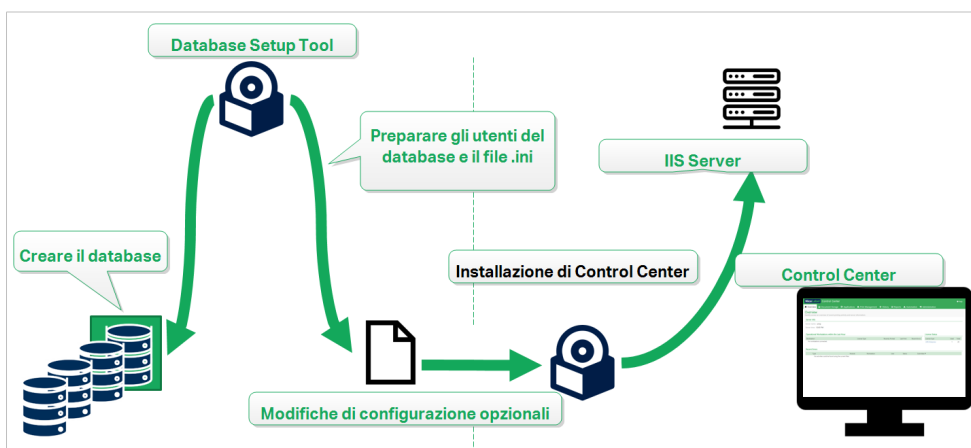 Database Setup Tool
Preparare gli utenti del
database e il file .ini
IIS Server
Creare il database
Installazione di Control Center
Control Center
Modifiche di configurazione opzionali